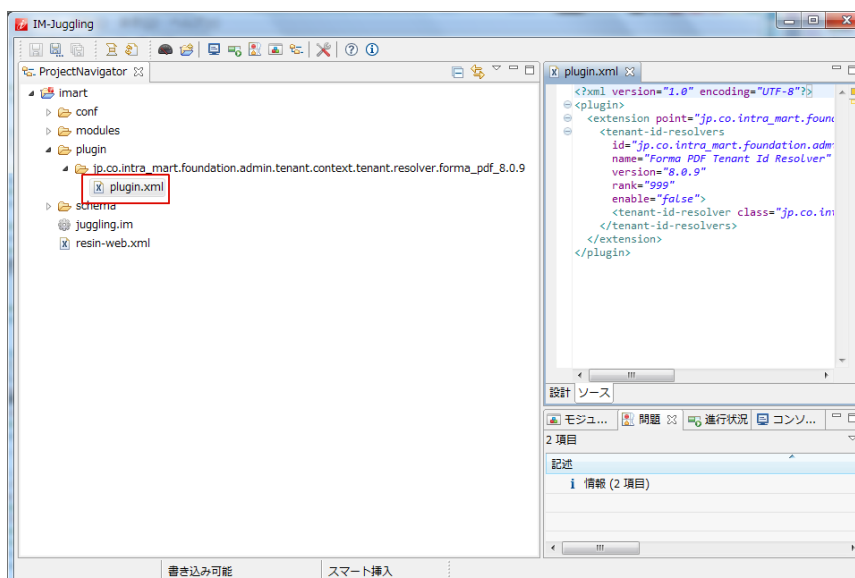 IM-Juggling
ProjectNavigator
plugin.xml
imart
conf
modules
plugin
jp.co.intra_mart.foundation.admin.tenant.context.tenant.resolver.forma_pdf_8.0.9
plugin.xml
schema
juggling.im
resin-web.xml
<?xml version="1.0" encoding="UTF-8"?>
<plugin>
<extension point="jp.co.intra_mart.found
<tenant-id-resolvers
id="jp.co.intra_mart.foundation.adm
name="Forma PDF Tenant Id Resolver"
version="8.0.9"
rank="999"
enable="false">
<tenant-id-resolver class="jp.co.in
</tenant-id-resolvers>
</extension>
</plugin>
設計 ソース
モジュ... 問題 進行状況 コンソ...
2 項目
記述
情報 (2 項目)
書き込み可能 スマート挿入